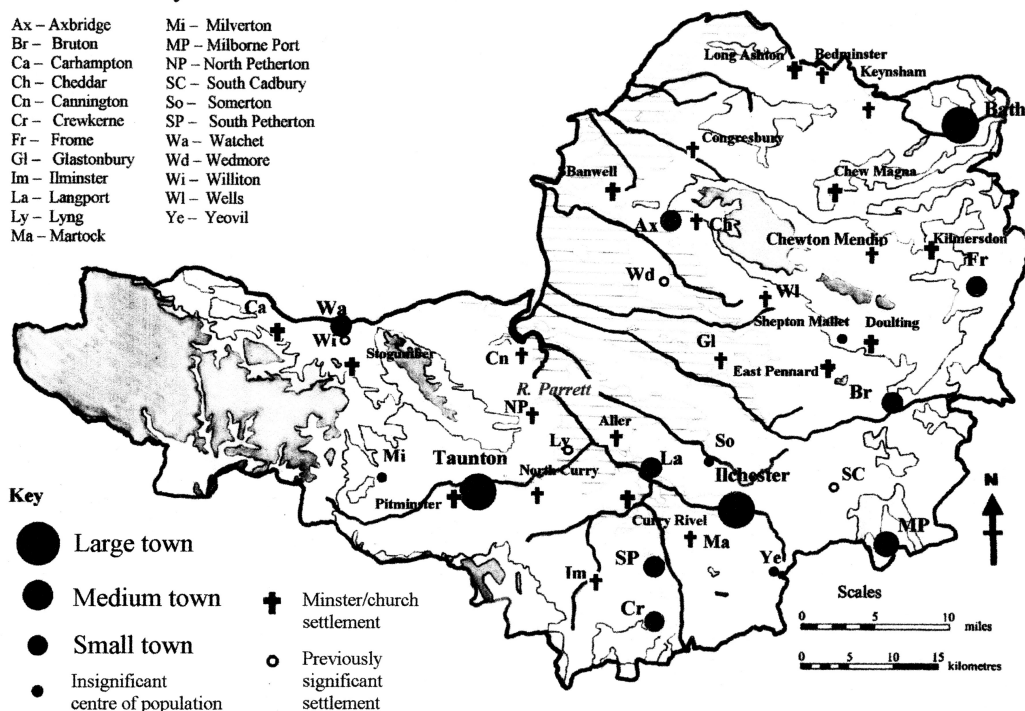 Ax – Axbridge
Br – Bruton
Ca – Carhampton
Ch – Cheddar
Cn – Cannington
Cr – Crewkerne
Fr – Frome
Gl – Glastonbury
Im – Ilminster
La – Langport
Ly – Lyng
Ma – Martock
Mi – Milverton
MP – Milborne Port
NP – North Petherton
SC – South Cadbury
So – Somerton
SP – South Petherton
Wa – Watchet
Wd – Wedmore
Wi – Williton
Wl – Wells
Ye – Yeovil
Long Ashton
Bedminster
Keynsham
Bath
Congresbury
Banwell
Chew Magna
Ax
Ch
Chewton Mendip
Kilmersdon
Fr
Wd
Wl
Ca
Wa
Wi
Stogumber
Cn
Shepton Mallet
Doulting
Gl
East Pennard
Br
R. Parrett
NP
Aller
Ly
So
Mi
Taunton
North Curry
La
Ilchester
SC
Pitminster
Curry Rivel
Ma
MP
N
Im
SP
Ye
Cr
Key
Large town
Medium town
Small town
Insignificant
centre of population
Minster/church
settlement
Previously
significant
settlement
Scales
0 5 10
miles
0 5 10 15
kilometres